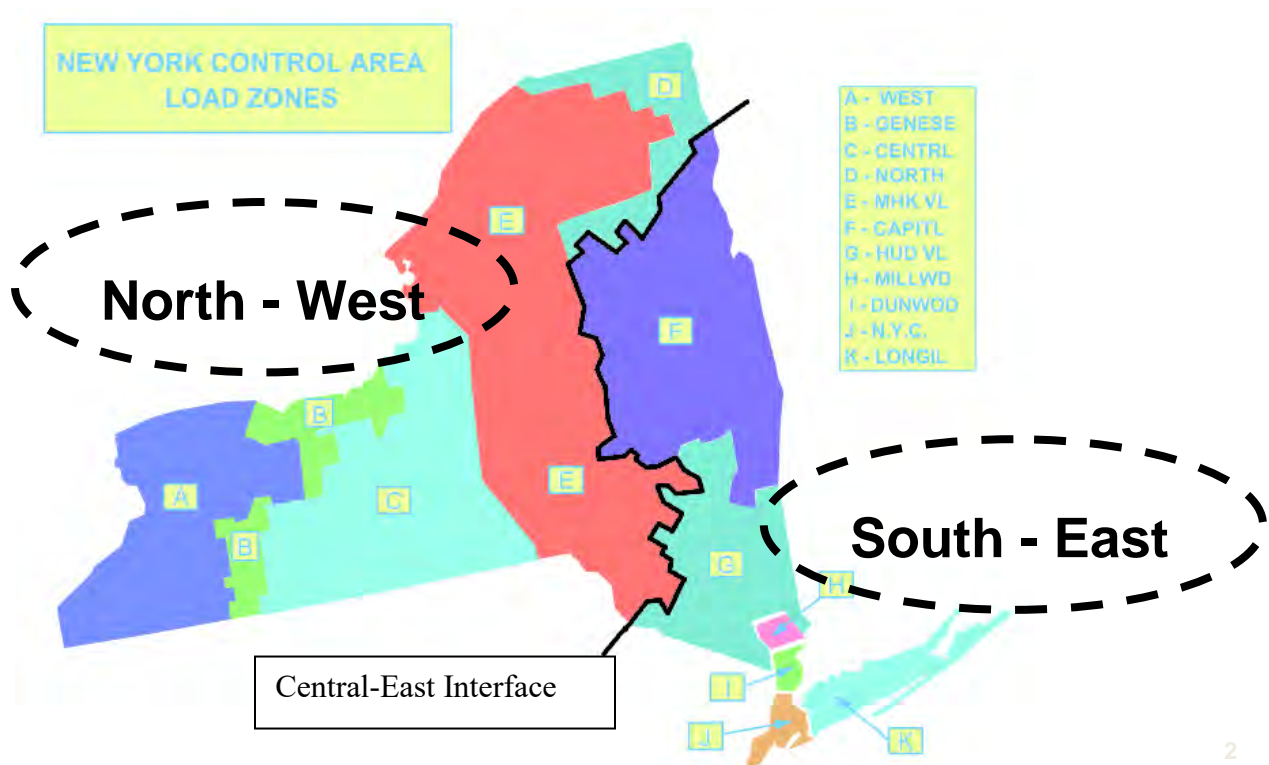 NEW YORK CONTROL AREA
LOAD ZONES
A - WEST
B - GENESE
C - CENTRL
D - NORTH
E - MHK VL
F - CAPITL
G - HUD VL
H - MILLWD
I - DUNWOD
J - N.Y.C.
K - LONGIL
D
E
North - West
F
B
A
C
E
B
South - East
G
H
Central-East Interface
I
J
K
2